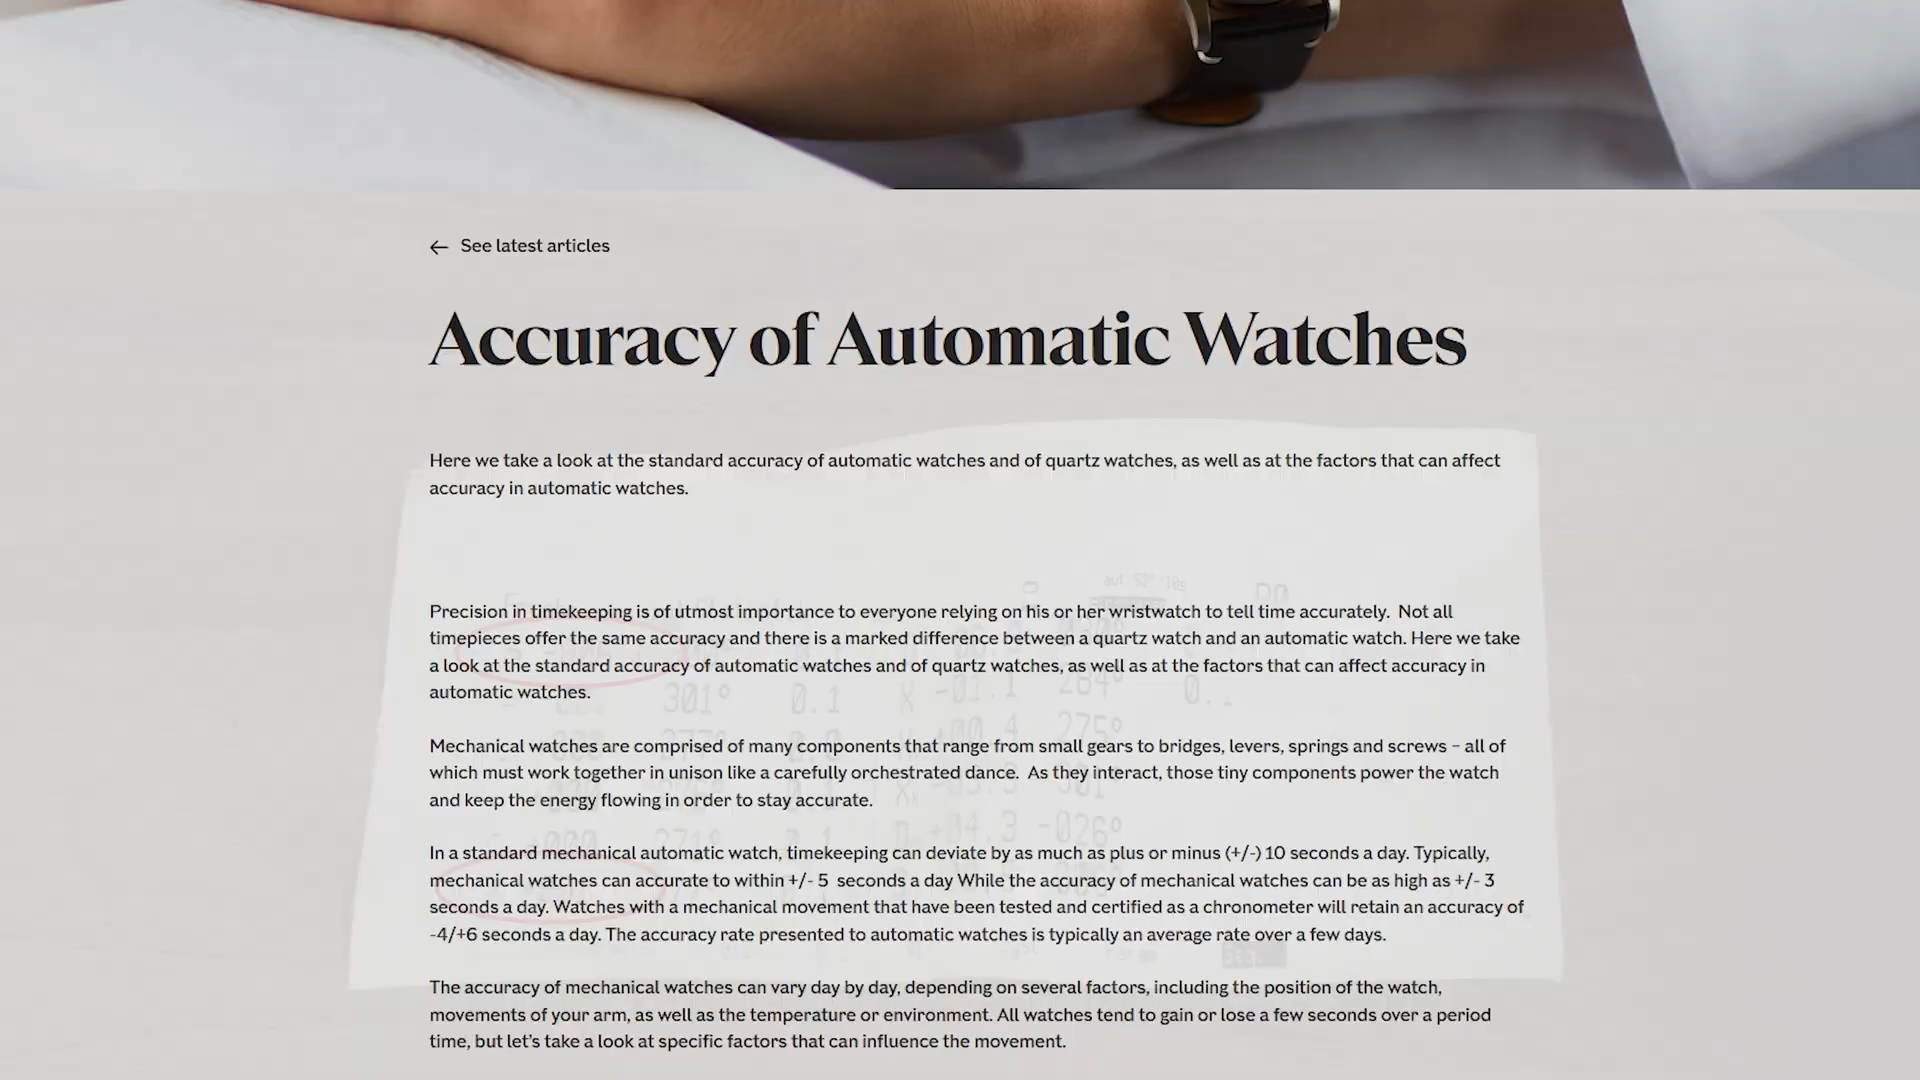 ← See latest articles
Accuracy of Automatic Watches
Here we take a look at the standard accuracy of automatic watches and of quartz watches, as well as at the factors that can affect
accuracy in automatic watches.
Precision in timekeeping is of utmost importance to everyone relying on his or her wristwatch to tell time accurately.  Not all
timepieces offer the same accuracy and there is a marked difference between a quartz watch and an automatic watch. Here we take
a look at the standard accuracy of automatic watches and of quartz watches, as well as at the factors that can affect accuracy in
automatic watches.
Mechanical watches are comprised of many components that range from small gears to bridges, levers, springs and screws – all of
which must work together in unison like a carefully orchestrated dance.  As they interact, those tiny components power the watch
and keep the energy flowing in order to stay accurate.
In a standard mechanical automatic watch, timekeeping can deviate by as much as plus or minus (+/-) 10 seconds a day. Typically,
mechanical watches can accurate to within +/- 5  seconds a day While the accuracy of mechanical watches can be as high as +/- 3
seconds a day. Watches with a mechanical movement that have been tested and certified as a chronometer will retain an accuracy of
-4/+6 seconds a day. The accuracy rate presented to automatic watches is typically an average rate over a few days.
The accuracy of mechanical watches can vary day by day, depending on several factors, including the position of the watch,
movements of your arm, as well as the temperature or environment. All watches tend to gain or lose a few seconds over a period
time, but let's take a look at specific factors that can influence the movement.
301° 0.1 X -01.1 284° 0.1
275°
271° 0.1
-026°